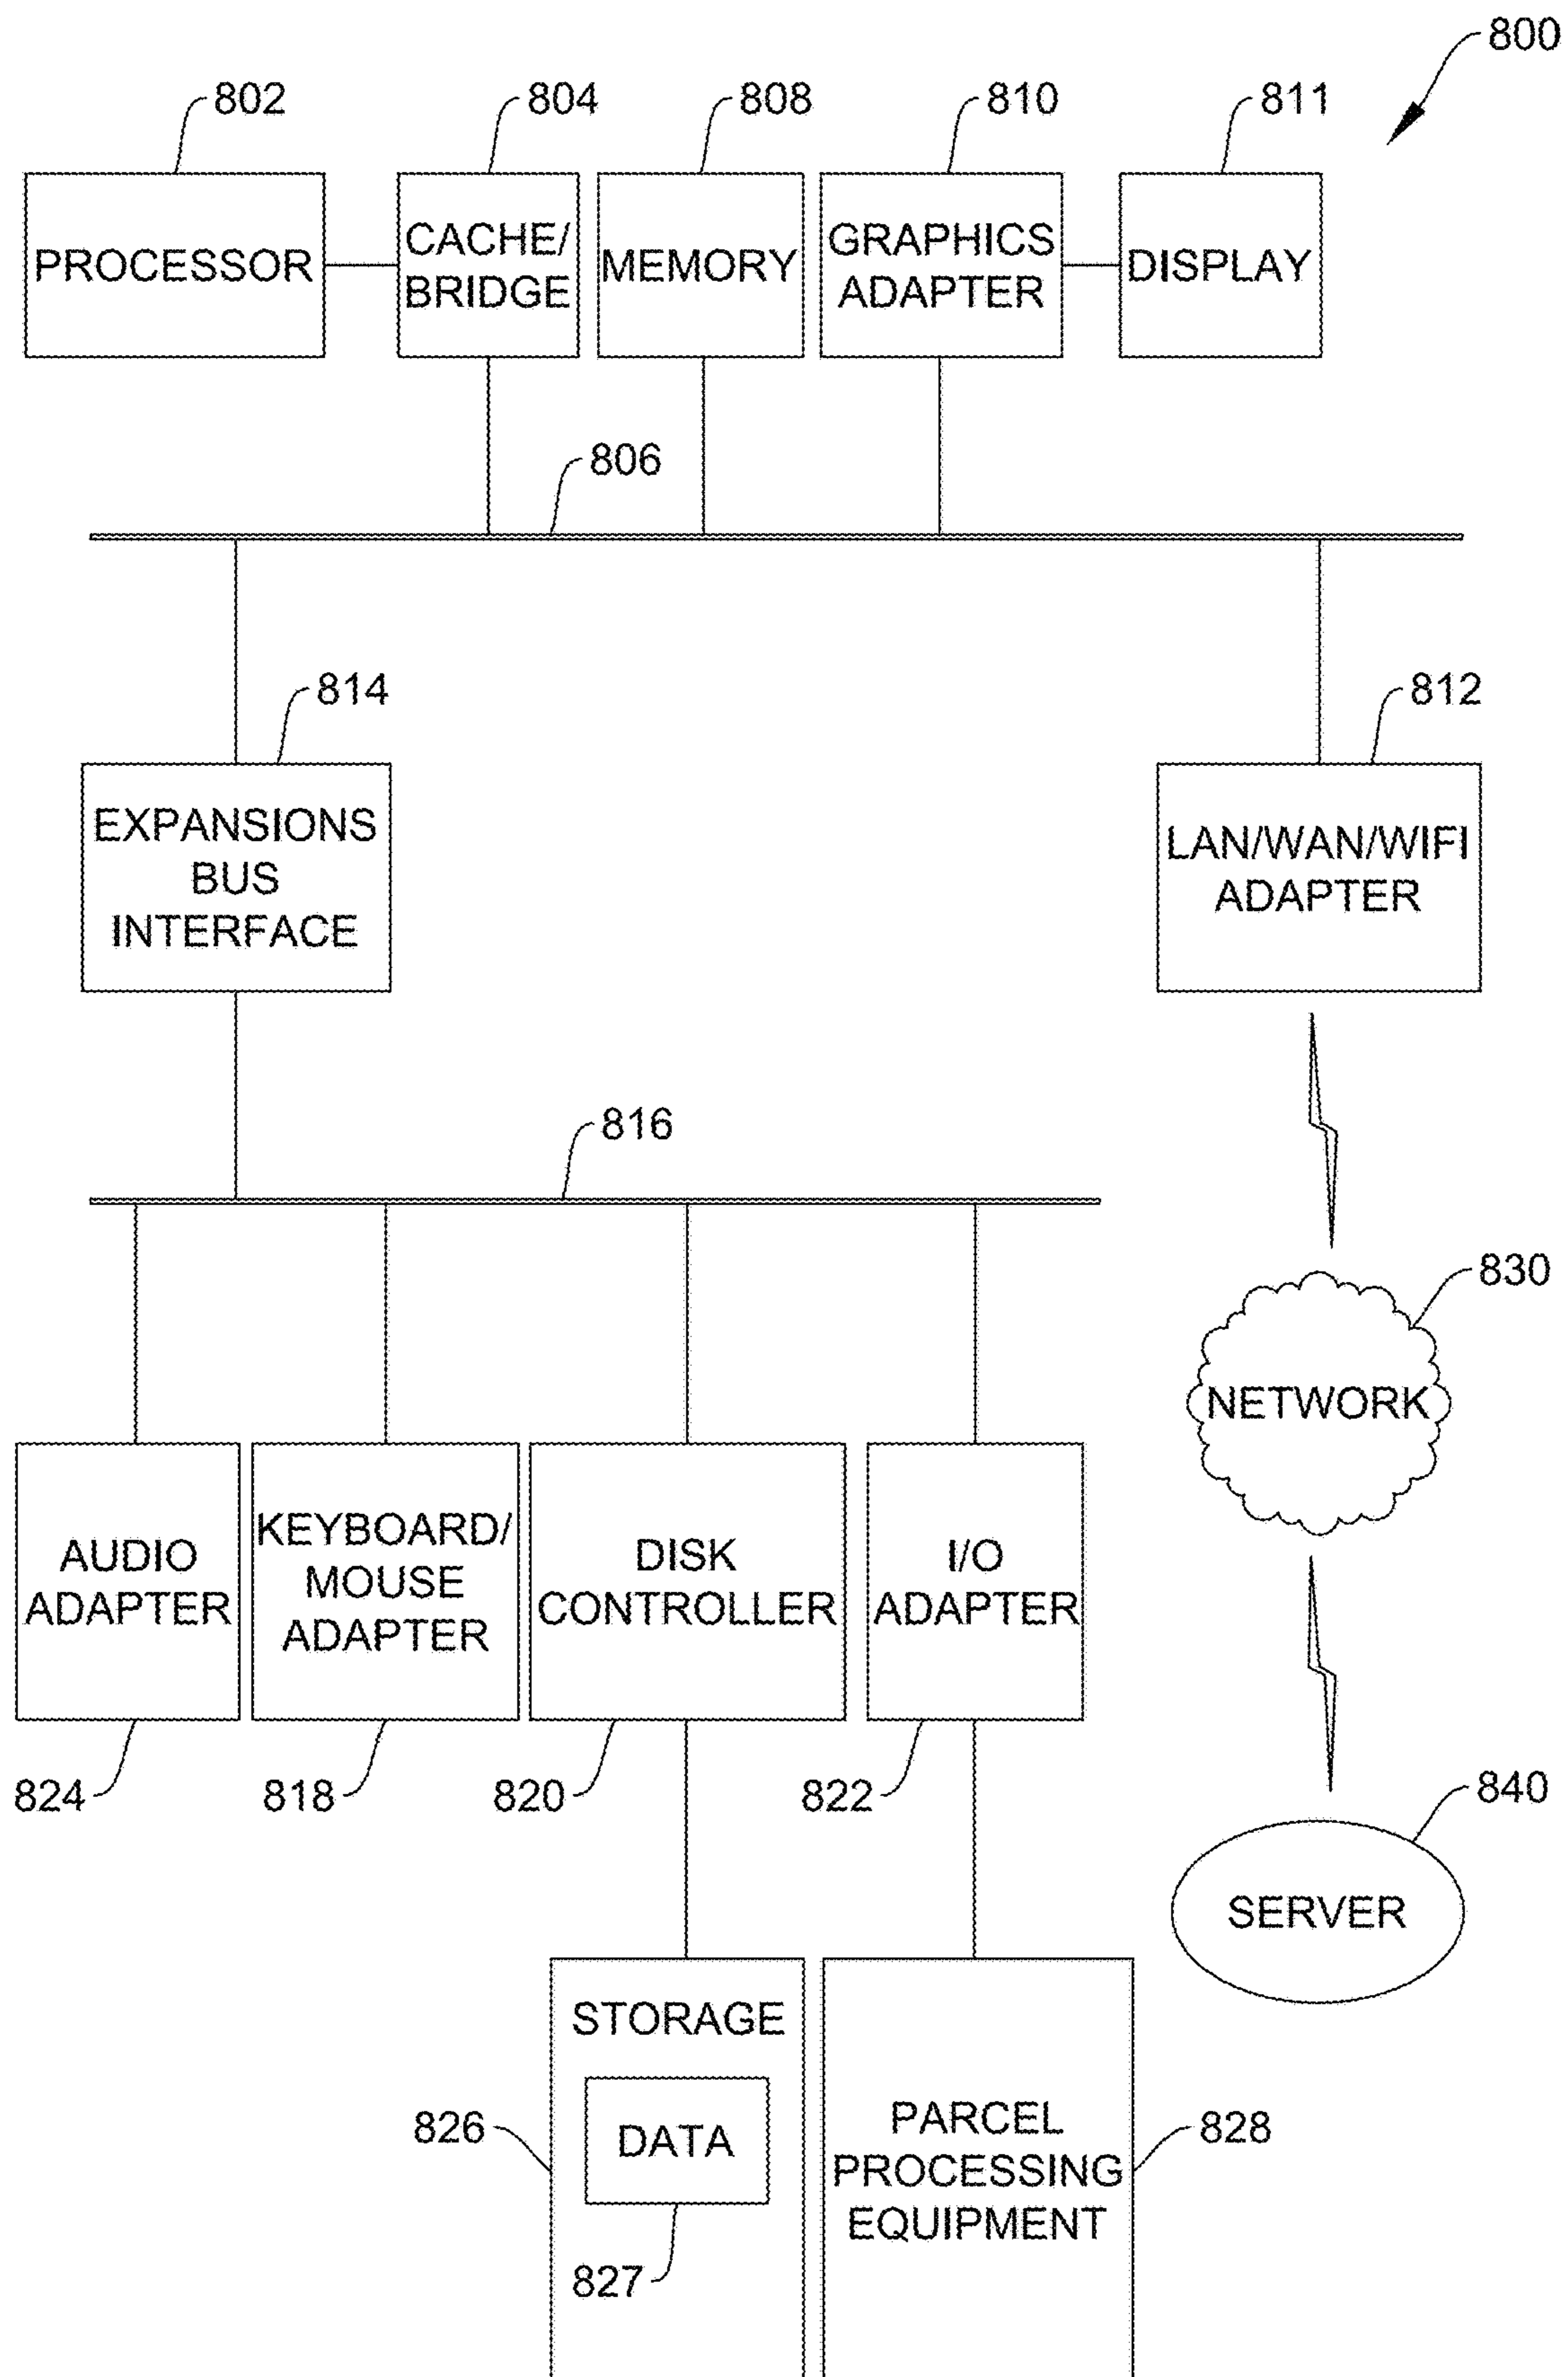 800
802
804
808
810
811
PROCESSOR
CACHE/
BRIDGE
MEMORY
GRAPHICS
ADAPTER
DISPLAY
806
814
812
EXPANSIONS
BUS
INTERFACE
LAN/WAN/WIFI
ADAPTER
816
830
NETWORK
AUDIO
ADAPTER
KEYBOARD/
MOUSE
ADAPTER
DISK
CONTROLLER
I/O
ADAPTER
824
818
820
822
840
SERVER
STORAGE
DATA
826
827
PARCEL
PROCESSING
EQUIPMENT
828